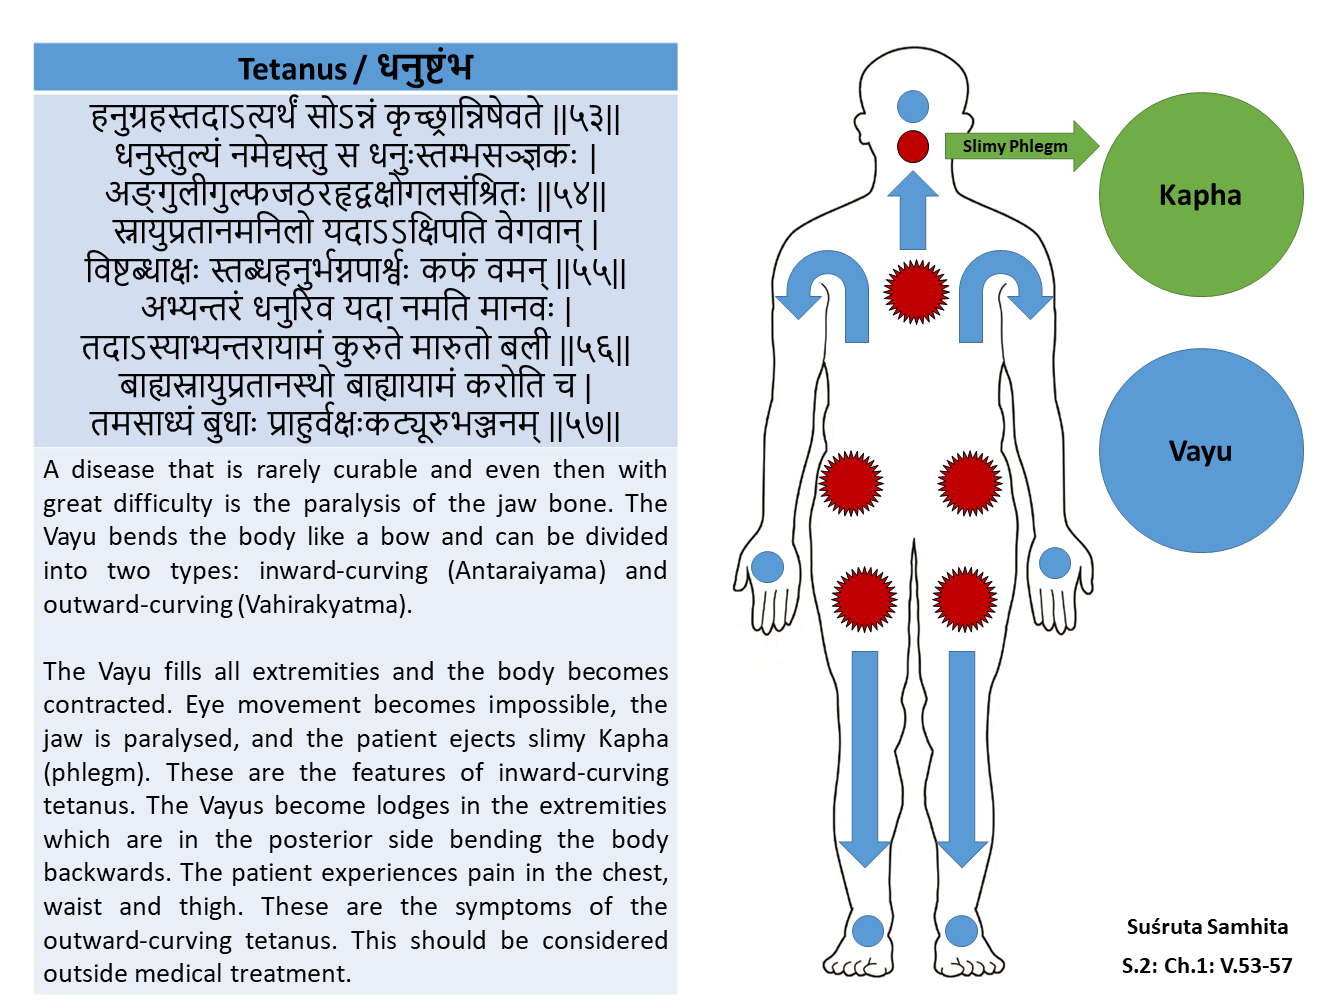 Tetanus / धनुष्टंभ
हनुग्रहस्तदाऽत्यर्थं सोऽन्नं कृच्छ्रान्निषेवते ||५३||
धनुस्तुल्यं नमेद्यस्तु स धनुःस्तम्भसञ्ज्ञकः |
अङ्गुलीगुल्फजठरहृद्वक्षोगलसंश्रितः ||५४||
स्नायुप्रतानमनिलो यदाऽऽक्षिपति वेगवान् |
विष्टब्धाक्षः स्तब्धहनुर्भग्नपार्श्वः कफं वमन् ||५५||
अभ्यन्तरं धनुरिव यदा नमति मानवः |
तदाऽस्याभ्यन्तरायामं कुरुते मारुतो बली ||५६||
बाह्यस्नायुप्रतानस्थो बाह्यायामं करोति च |
तमसाध्यं बुधाः प्राहुर्वक्षःकट्यूरुभञ्जनम् ||५७||
A disease that is rarely curable and even then with
great difficulty is the paralysis of the jaw bone. The
Vayu bends the body like a bow and can be divided
into two types: inward-curving (Antaraiyama) and
outward-curving (Vahirakyatma).
The Vayu fills all extremities and the body becomes
contracted. Eye movement becomes impossible, the
jaw is paralysed, and the patient ejects slimy Kapha
(phlegm). These are the features of inward-curving
tetanus. The Vayus become lodges in the extremities
which are in the posterior side bending the body
backwards. The patient experiences pain in the chest,
waist and thigh. These are the symptoms of the
outward-curving tetanus. This should be considered
outside medical treatment.
Slimy Phlegm
Kapha
Vayu
Suśruta Samhita
S.2: Ch.1: V.53-57